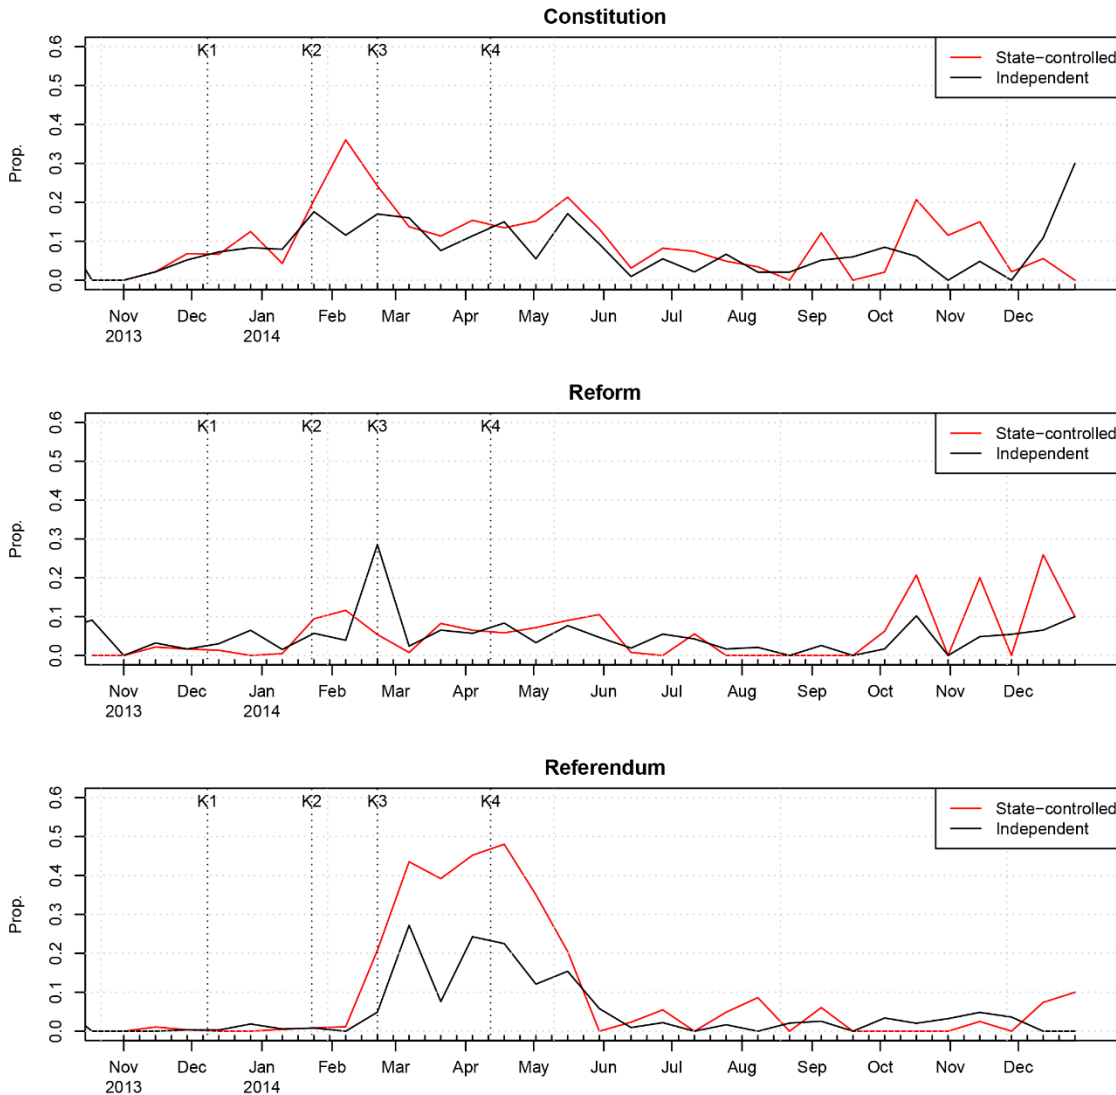 Constitution
Prop.
0.6
0.5
0.4
0.3
0.2
0.1
0.0
K1 K2 K3 K4
State−controlled
Independent
Nov Dec Jan Feb Mar Apr May Jun Jul Aug Sep Oct Nov Dec
2013 2014
Reform
Prop.
0.6
0.5
0.4
0.3
0.2
0.1
0.0
K1 K2 K3 K4
State−controlled
Independent
Nov Dec Jan Feb Mar Apr May Jun Jul Aug Sep Oct Nov Dec
2013 2014
Referendum
Prop.
0.6
0.5
0.4
0.3
0.2
0.1
0.0
K1 K2 K3 K4
State−controlled
Independent
Nov Dec Jan Feb Mar Apr May Jun Jul Aug Sep Oct Nov Dec
2013 2014